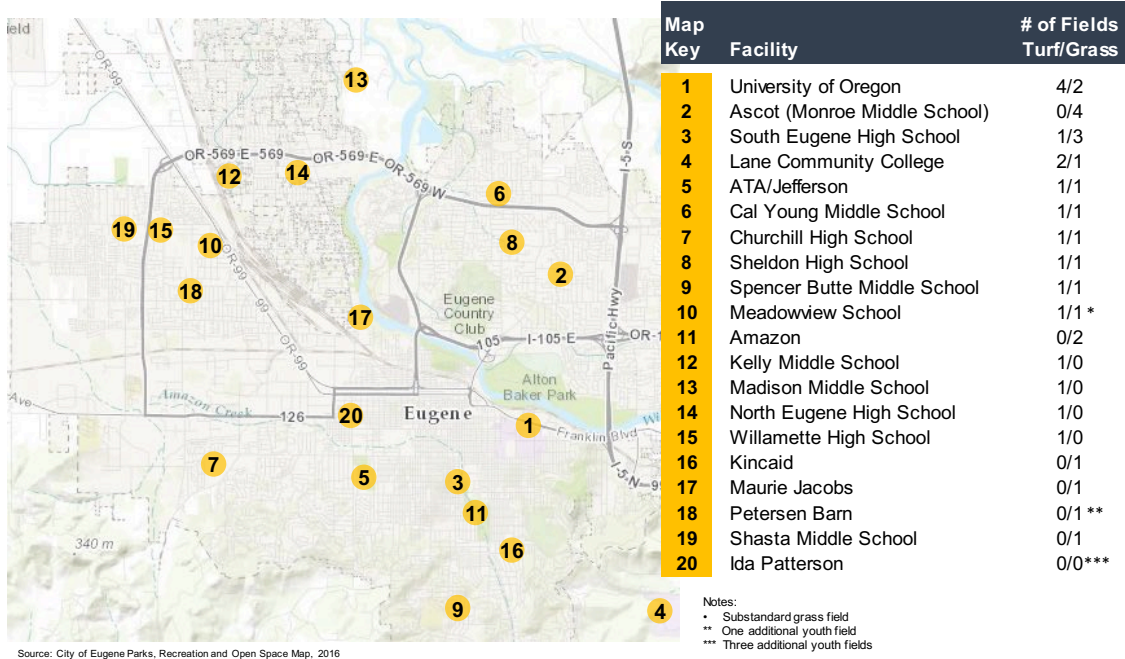 ield
OR-99
13
OR-569 E
569
OR-569 E
OR-569 W
I-5 S
12
14
6
19
15
10
8
OR-99
2
18
99
Eugene
Country
Club
17
Pacific Hwy
OR-99
105
I-105 E
OR-1
Alton
Baker Park
Ave
Amazon Creek
126
20
Eugene
1
Franklin Blvd
Wi
7
5
3
I-5 N
99
11
340 m
16
9
4
Map # of Fields
Key Facility Turf/Grass
1 University of Oregon 4/2
2 Ascot (Monroe Middle School) 0/4
3 South Eugene High School 1/3
4 Lane Community College 2/1
5 ATA/Jefferson 1/1
6 Cal Young Middle School 1/1
7 Churchill High School 1/1
8 Sheldon High School 1/1
9 Spencer Butte Middle School 1/1
10 Meadowview School 1/1 *
11 Amazon 0/2
12 Kelly Middle School 1/0
13 Madison Middle School 1/0
14 North Eugene High School 1/0
15 Willamette High School 1/0
16 Kincaid 0/1
17 Maurie Jacobs 0/1
18 Petersen Barn 0/1 **
19 Shasta Middle School 0/1
20 Ida Patterson 0/0***
Notes:
• Substandard grass field
** One additional youth field
*** Three additional youth fields
Source: City of Eugene Parks, Recreation and Open Space Map, 2016